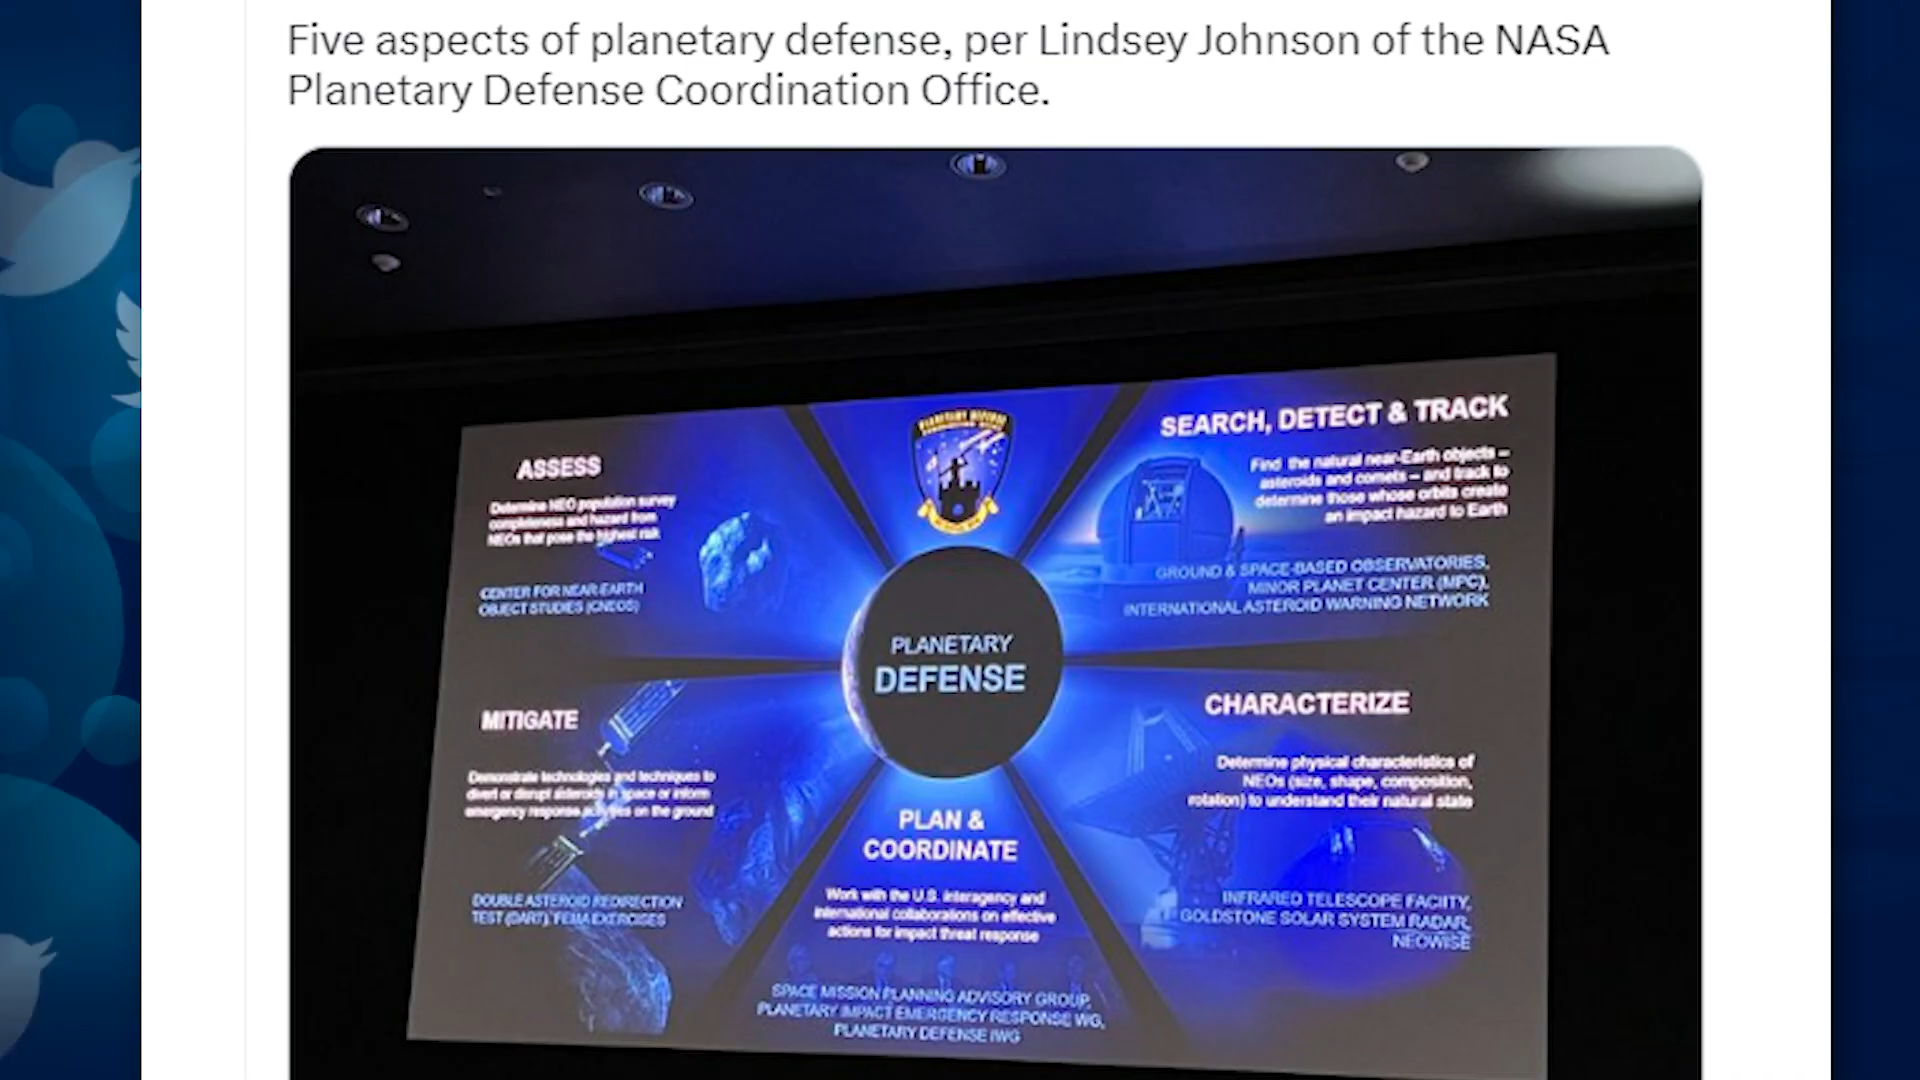 Five aspects of planetary defense, per Lindsey Johnson of the NASA
Planetary Defense Coordination Office.
PLANETARY DEFENSE
ASSESS
Determine NEO population survey
completeness and hazard from
NEOs that pose the highest risk
CENTER FOR NEAR-EARTH
OBJECT STUDIES (CNEOS)
SEARCH, DETECT & TRACK
Find the natural near-Earth objects –
asteroids and comets – and track to
determine those whose orbits create
an impact hazard to Earth
GROUND & SPACE-BASED OBSERVATORIES,
MINOR PLANET CENTER (MPC),
INTERNATIONAL ASTEROID WARNING NETWORK
PLANETARY
DEFENSE
MITIGATE
Demonstrate technologies and techniques to
divert or disrupt asteroids in space or inform
emergency response activities on the ground
DOUBLE ASTEROID REDIRECTION
TEST (DART), FEMA EXERCISES
PLAN &
COORDINATE
Work with the U.S. interagency and
international collaborations on effective
actions for impact threat response
SPACE MISSION PLANNING ADVISORY GROUP,
PLANETARY IMPACT EMERGENCY RESPONSE WG,
PLANETARY DEFENSE IWG
CHARACTERIZE
Determine physical characteristics of
NEOs (size, shape, composition,
rotation) to understand their natural state
INFRARED TELESCOPE FACIITY,
GOLDSTONE SOLAR SYSTEM RADAR,
NEOWISE